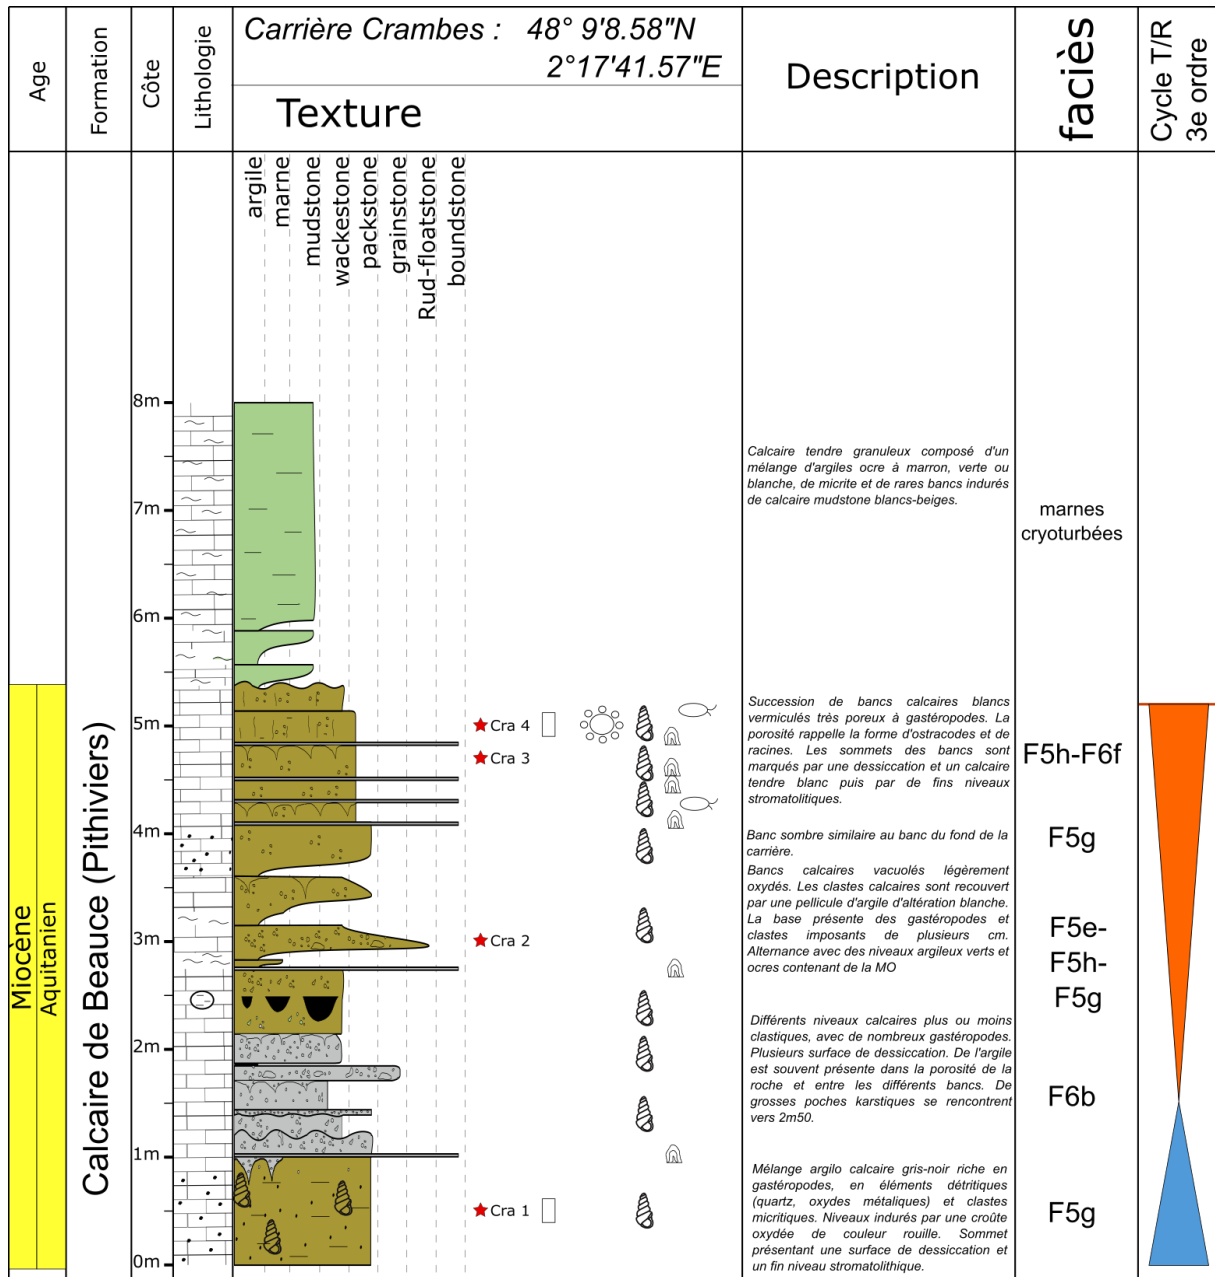 Age
Formation
Côte
Lithologie
Carrière Crambes : 48° 9'8.58"N
2°17'41.57"E
Texture
Description
faciès
Cycle T/R
3e ordre
argile
marne
mudstone
wackestone
packstone
grainstone
Rud-floatstone
boundstone
8m
7m
6m
5m
4m
3m
2m
1m
0m
Miocène
Aquitanien
Calcaire de Beauce (Pithiviers)
Cra 4
Cra 3
Cra 2
Cra 1
Calcaire tendre granuleux composé d'un
mélange d'argiles ocre à marron, verte ou
blanche, de micrite et de rares bancs indurés
de calcaire mudstone blancs-beiges.
marnes
cryoturbées
Succession de bancs calcaires blancs
vermiculés très poreux à gastéropodes. La
porosité rappelle la forme d'ostracodes et de
racines. Les sommets des bancs sont
marqués par une dessiccation et un calcaire
tendre blanc puis par de fins niveaux
stromatolitiques.
F5h-F6f
Banc sombre similaire au banc du fond de la
carrière.
F5g
Bancs calcaires vacuolés légèrement
oxydés. Les clastes calcaires sont recouvert
par une pellicule d'argile d'altération blanche.
La base présente des gastéropodes et
clastes imposants de plusieurs cm.
Alternance avec des niveaux argileux verts et
ocres contenant de la MO
F5e-
F5h-
F5g
Différents niveaux calcaires plus ou moins
clastiques, avec de nombreux gastéropodes.
Plusieurs surface de dessiccation. De l'argile
est souvent présente dans la porosité de la
roche et entre les différents bancs. De
grosses poches karstiques se rencontrent
vers 2m50.
F6b
Mélange argilo calcaire gris-noir riche en
gastéropodes, en éléments détritiques
(quartz, oxydes métaliques) et clastes
micritiques. Niveaux indurés par une croûte
oxydée de couleur rouille. Sommet
présentant une surface de dessiccation et
un fin niveau stromatolithique.
F5g